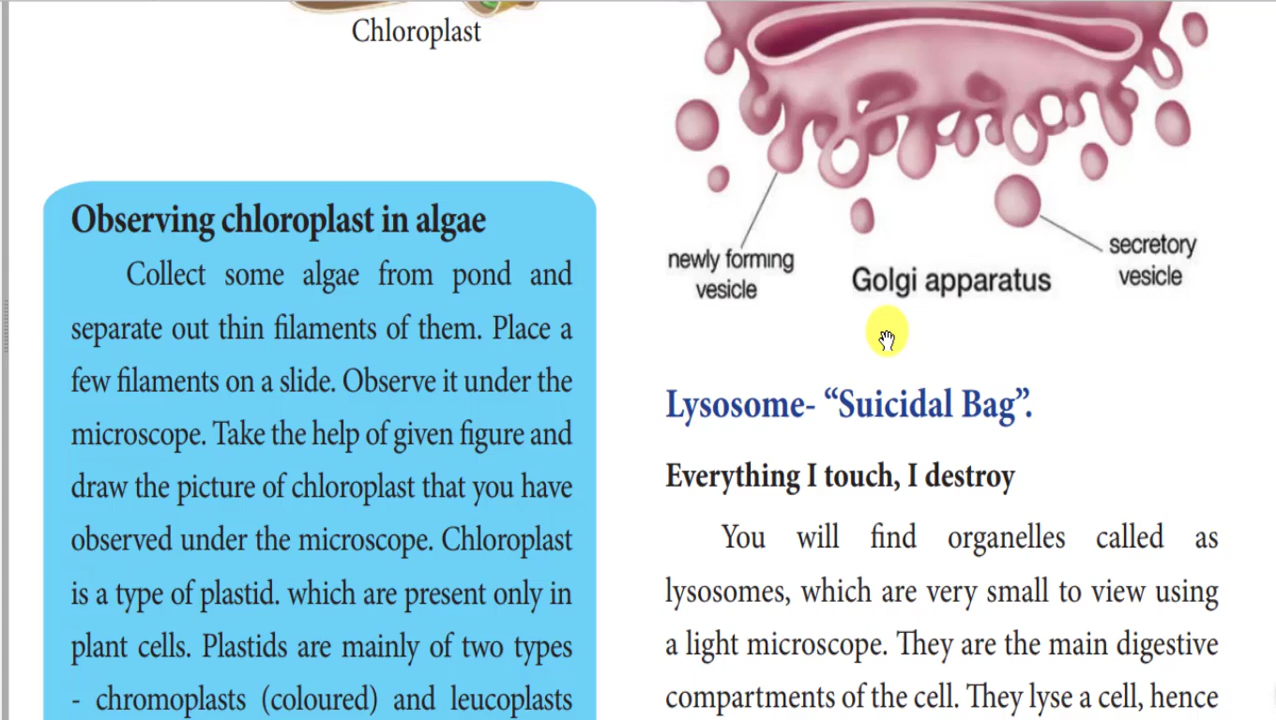 Chloroplast
Observing chloroplast in algae
Collect some algae from pond and
separate out thin filaments of them. Place a
few filaments on a slide. Observe it under the
microscope. Take the help of given figure and
draw the picture of chloroplast that you have
observed under the microscope. Chloroplast
is a type of plastid. which are present only in
plant cells. Plastids are mainly of two types
- chromoplasts (coloured) and leucoplasts
newly forming
vesicle
Golgi apparatus
secretory
vesicle
Lysosome- “Suicidal Bag”.
Everything I touch, I destroy
You will find organelles called as
lysosomes, which are very small to view using
a light microscope. They are the main digestive
compartments of the cell. They lyse a cell, hence